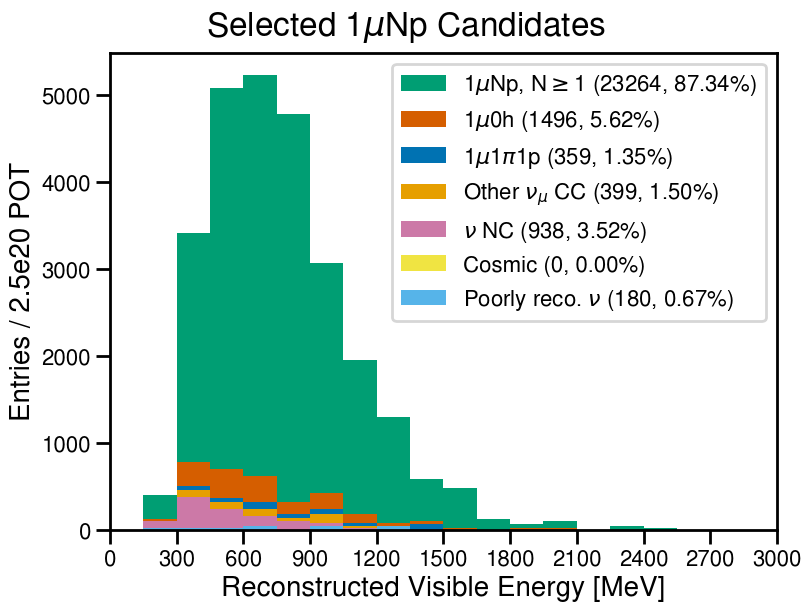 Selected 1μNp Candidates
1μNp, N ≥ 1 (23264, 87.34%)
1μ0h (1496, 5.62%)
1μ1π1p (359, 1.35%)
Other νμ CC (399, 1.50%)
ν NC (938, 3.52%)
Cosmic (0, 0.00%)
Poorly reco. ν (180, 0.67%)
Entries / 2.5e20 POT
5000
4000
3000
2000
1000
0
0 300 600 900 1200 1500 1800 2100 2400 2700 3000
Reconstructed Visible Energy [MeV]